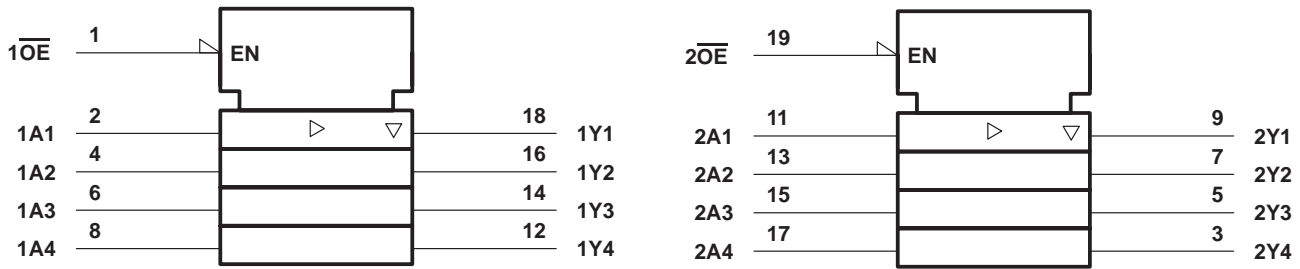 1OE 1 EN
1A1 2 18 1Y1
1A2 4 16 1Y2
1A3 6 14 1Y3
1A4 8 12 1Y4
2OE 19 EN
2A1 11 9 2Y1
2A2 13 7 2Y2
2A3 15 5 2Y3
2A4 17 3 2Y4